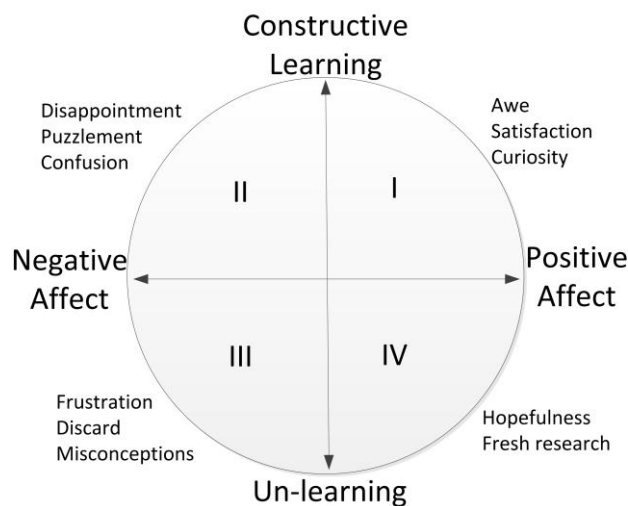 Constructive
Learning
Disappointment
Puzzlement
Confusion
Awe
Satisfaction
Curiosity
II
I
Negative
Affect
Positive
Affect
III
IV
Frustration
Discard
Misconceptions
Hopefulness
Fresh research
Un-learning